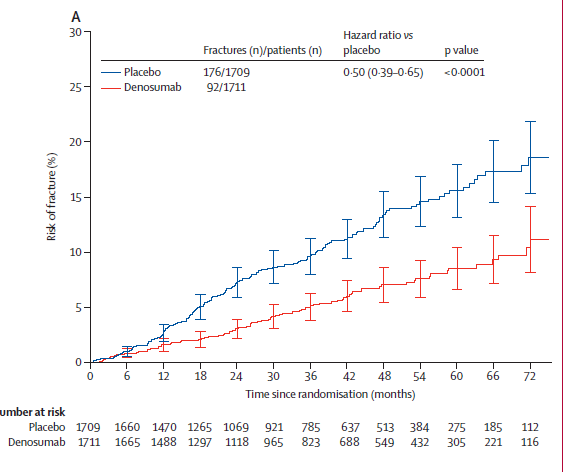 A
Hazard ratio vs
Fractures (n)/patients (n) placebo p value
Placebo 176/1709 0·50 (0·39–0·65) <0·0001
Denosumab 92/1711
30
25
20
15
10
5
0
Risk of fracture (%)
0 6 12 18 24 30 36 42 48 54 60 66 72
Time since randomisation (months)
umber at risk
Placebo 1709 1660 1470 1265 1069 921 785 637 513 384 275 185 112
Denosumab 1711 1665 1488 1297 1118 965 823 688 549 432 305 221 116